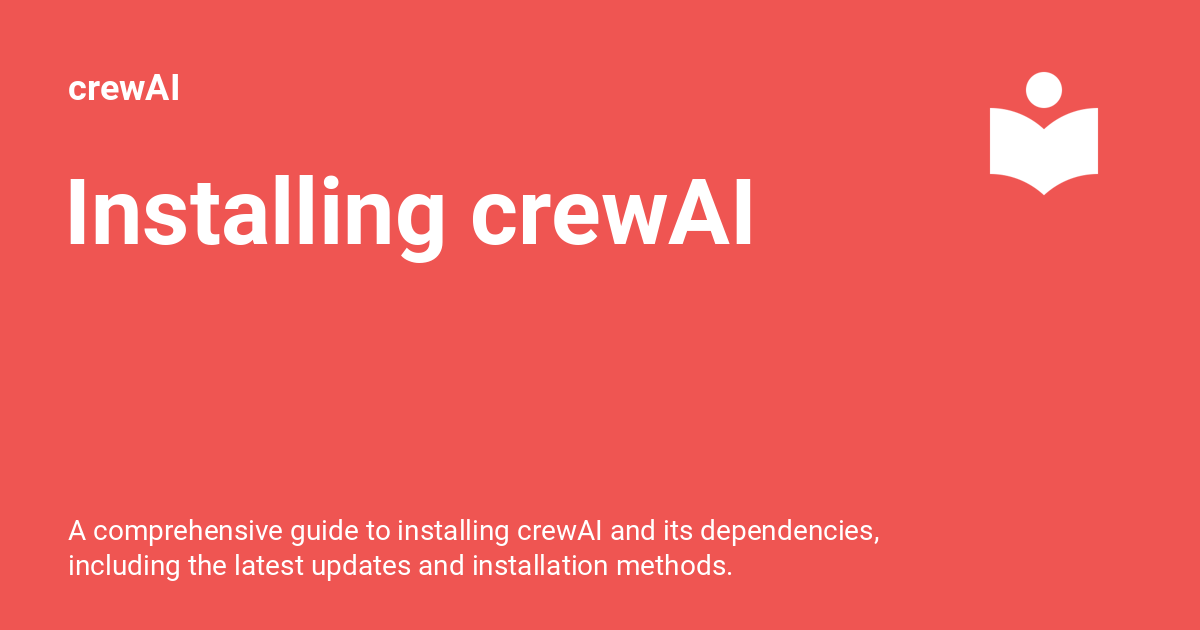 crewAI
Installing crewAI
A comprehensive guide to installing crewAI and its dependencies,
including the latest updates and installation methods.